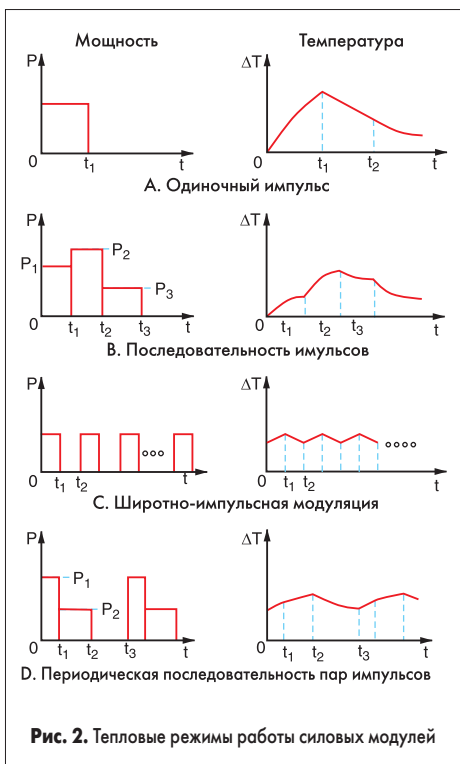 Мощность Температура
P ΔT
0 t1 t 0 t1 t2 t
А. Одиночный импульс
P ΔT
P1 P2 P3
0 t1 t2 t3 t 0 t1 t2 t3 t
В. Последовательность имульсов
P ΔT
0 t1 t2 t 0 t1 t2 t
С. Широтно-импульсная модуляция
P ΔT
P1
P2
0 t1 t2 t3 t 0 t1 t2 t3 t
D. Периодическая последовательность пар импульсов
Рис. 2. Тепловые режимы работы силовых модулей